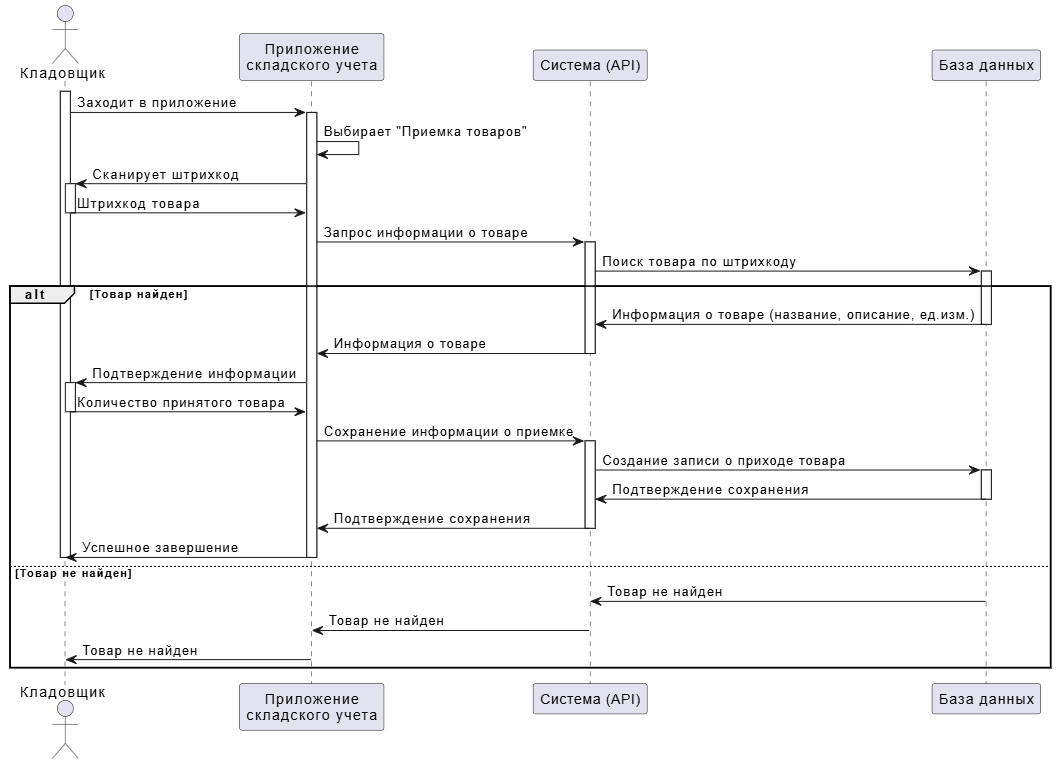 Кладовщик
Приложение
складского учета
Система (API)
База данных
Заходит в приложение
Выбирает "Приемка товаров"
Сканирует штрихкод
Штрихкод товара
Запрос информации о товаре
Поиск товара по штрихкоду
alt
[Товар найден]
Информация о товаре (название, описание, ед.изм.)
Информация о товаре
Подтверждение информации
Количество принятого товара
Сохранение информации о приемке
Создание записи о приходе товара
Подтверждение сохранения
Подтверждение сохранения
Успешное завершение
[Товар не найден]
Товар не найден
Товар не найден
Товар не найден
Кладовщик
Приложение
складского учета
Система (API)
База данных